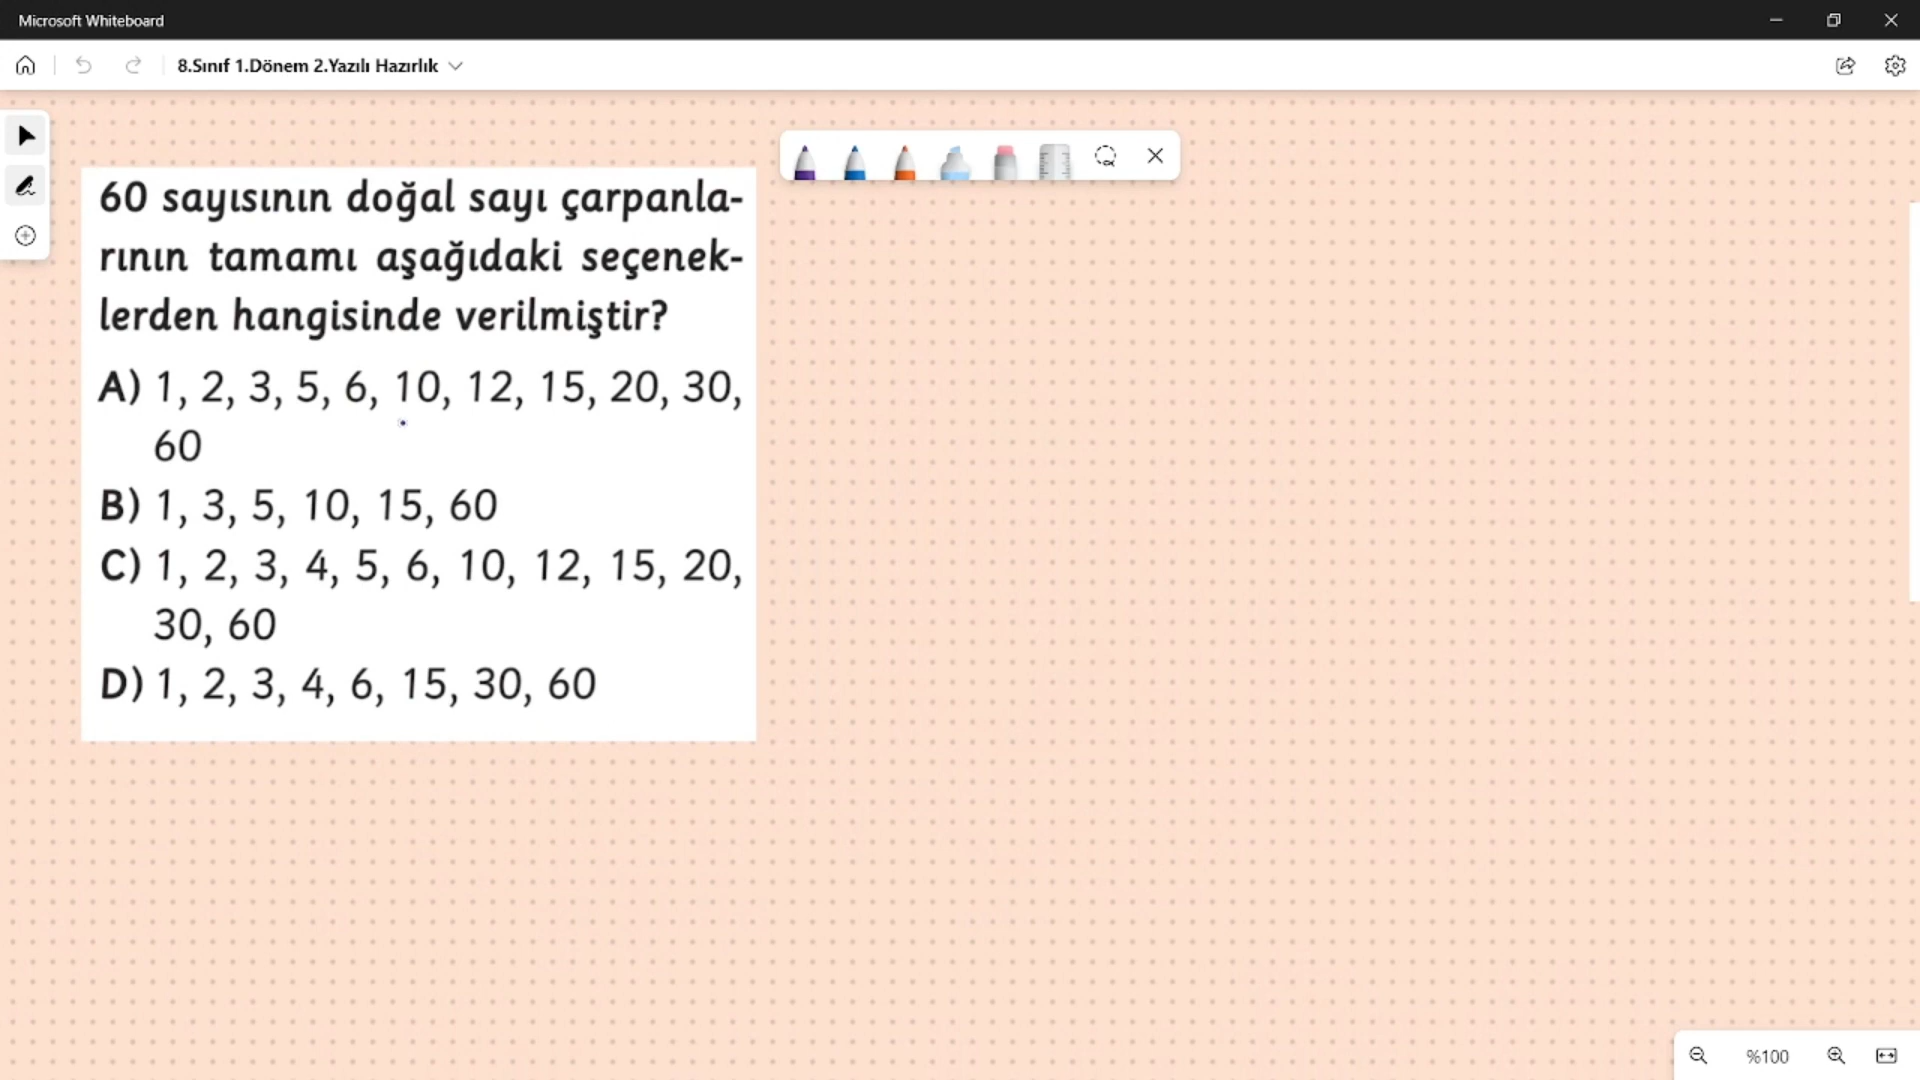 Microsoft Whiteboard
8.Sınıf 1.Dönem 2.Yazılı Hazırlık
60 sayısının doğal sayı çarpanla-
rının tamamı aşağıdaki seçenek-
lerden hangisinde verilmiştir?
A) 1, 2, 3, 5, 6, 10, 12, 15, 20, 30,
60
B) 1, 3, 5, 10, 15, 60
C) 1, 2, 3, 4, 5, 6, 10, 12, 15, 20,
30, 60
D) 1, 2, 3, 4, 6, 15, 30, 60
%100